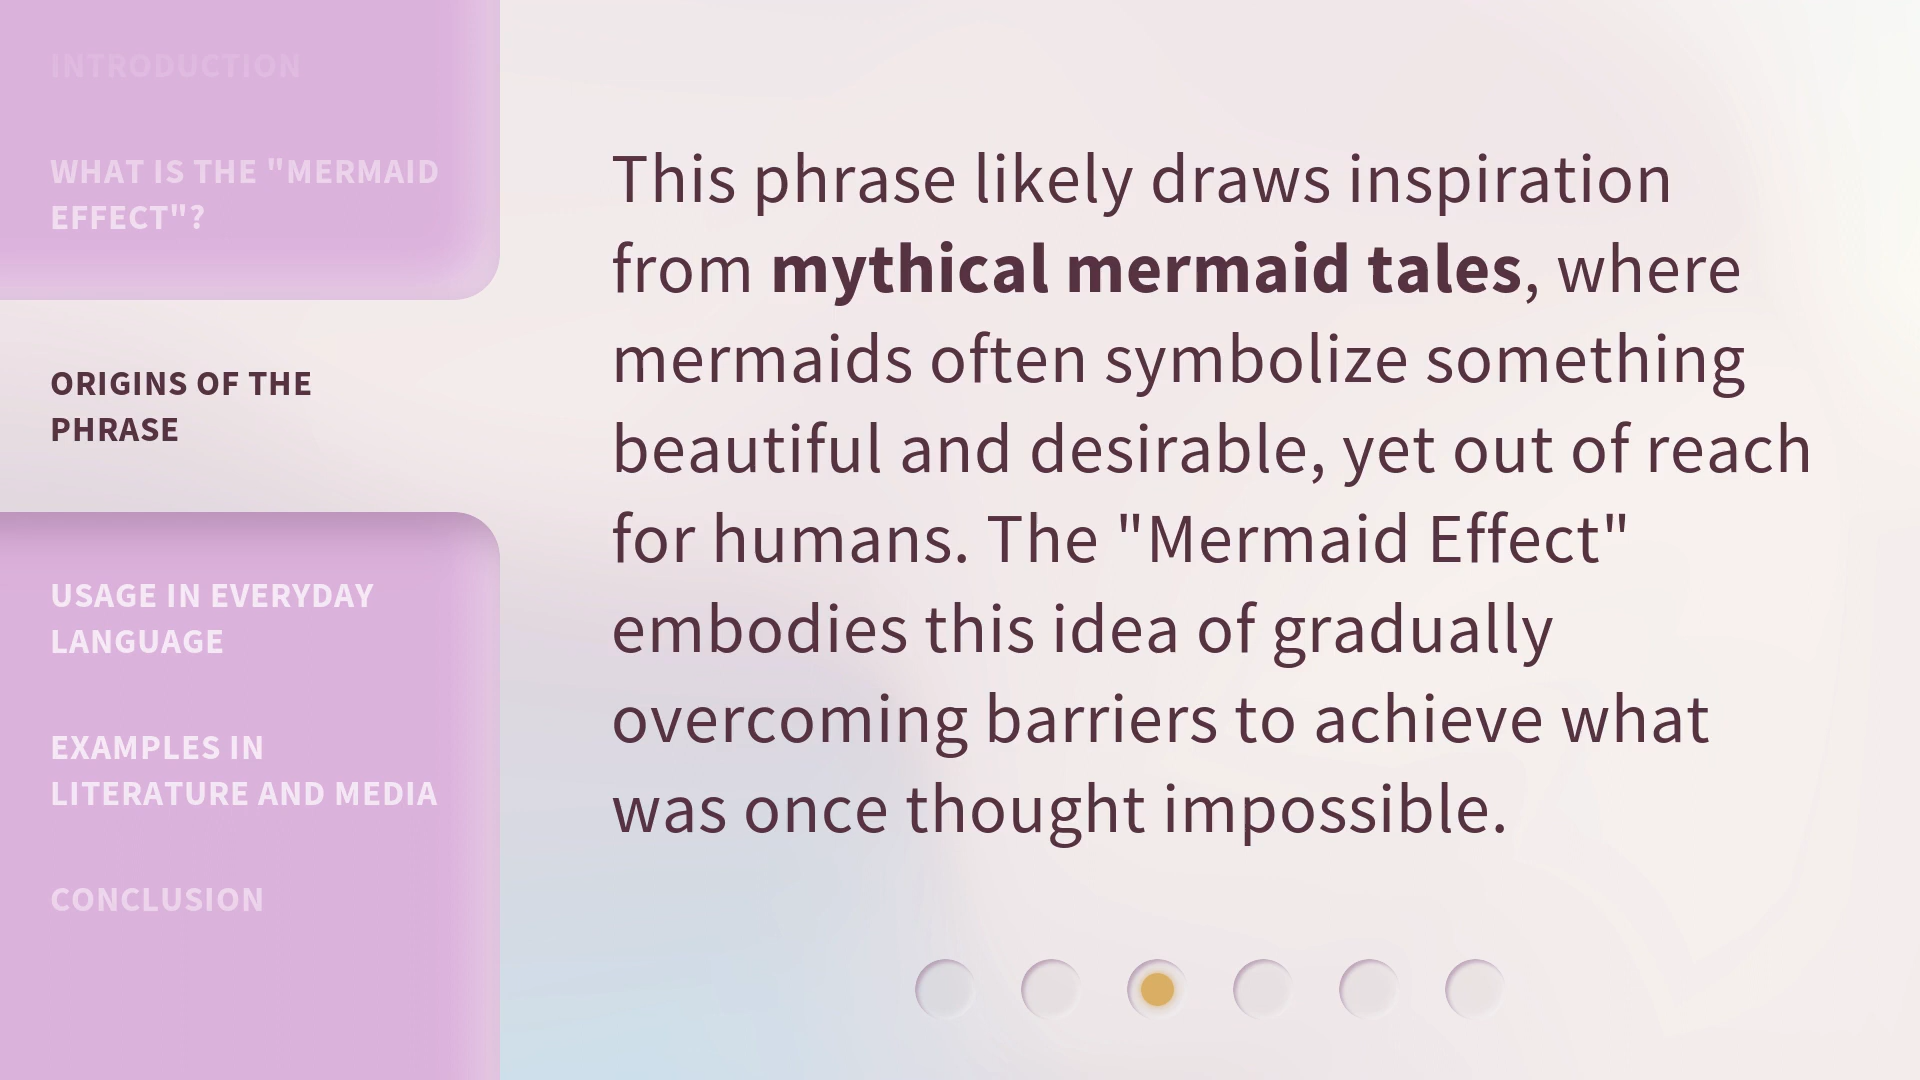 INTRODUCTION
WHAT IS THE "MERMAID
EFFECT"?
ORIGINS OF THE
PHRASE
USAGE IN EVERYDAY
LANGUAGE
EXAMPLES IN
LITERATURE AND MEDIA
CONCLUSION
This phrase likely draws inspiration
from mythical mermaid tales, where
mermaids often symbolize something
beautiful and desirable, yet out of reach
for humans. The "Mermaid Effect"
embodies this idea of gradually
overcoming barriers to achieve what
was once thought impossible.